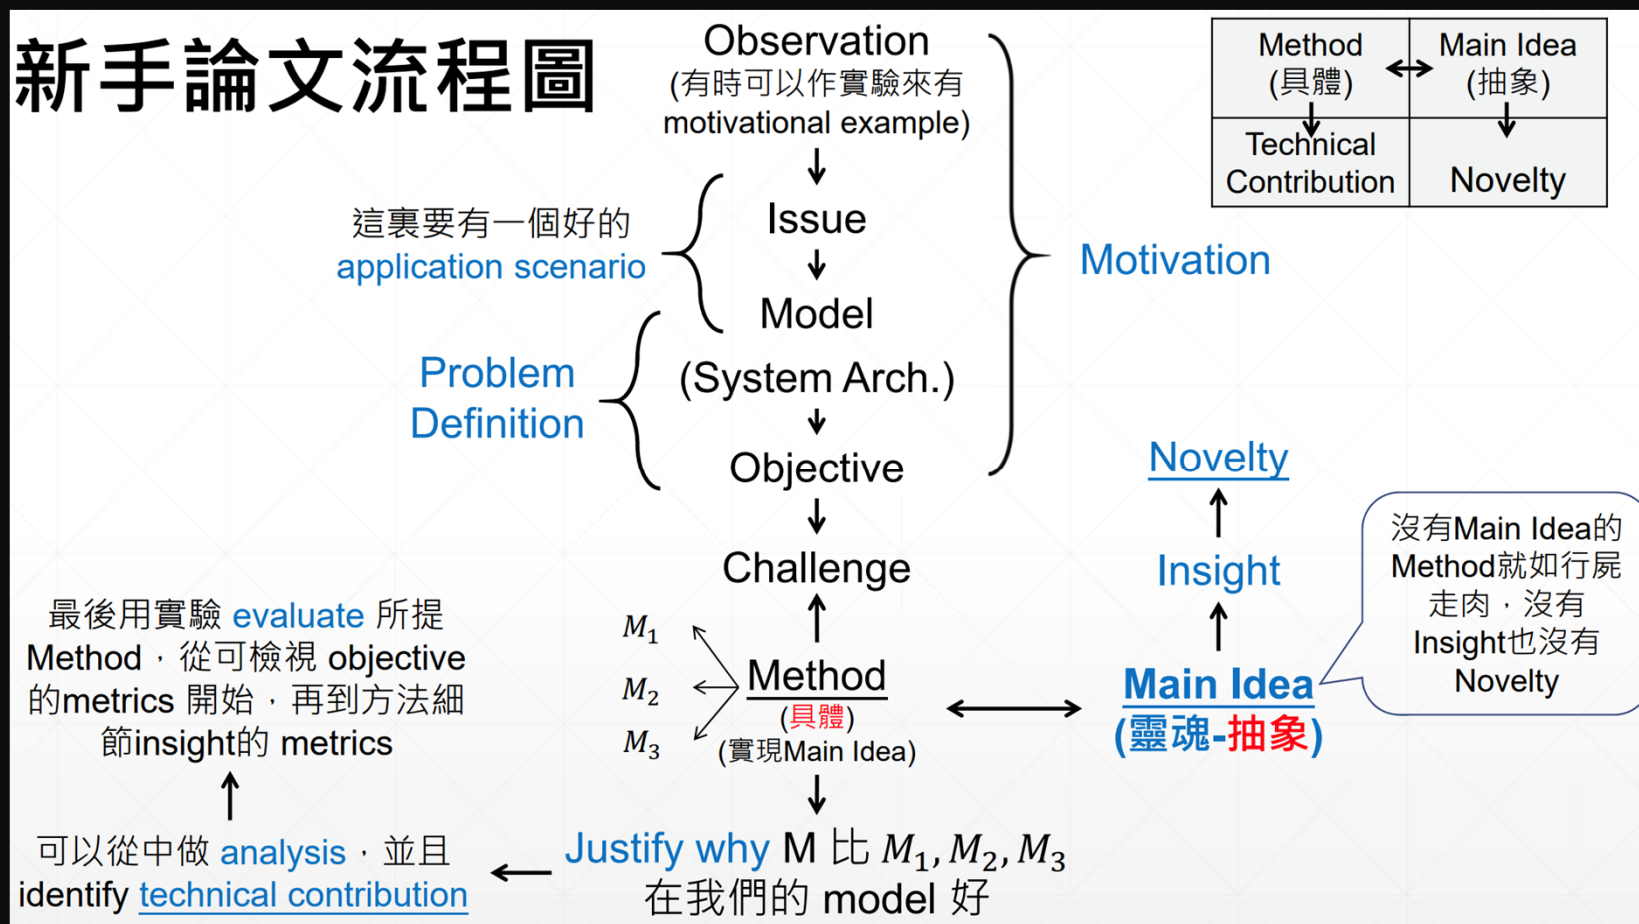 新手論文流程圖
Observation
(有時可以作實驗來有
motivational example)
Method
(具體)
Main Idea
(抽象)
Technical
Contribution
Novelty
這裏要有一個好的
application scenario
Issue
Model
(System Arch.)
Objective
Motivation
Problem
Definition
Challenge
M₁
M₂
M₃
Method
(具體)
(實現Main Idea)
Novelty
Insight
Main Idea
(靈魂-抽象)
沒有Main Idea的
Method就如行屍
走肉，沒有
Insight也沒有
Novelty
Justify why M 比 M₁, M₂, M₃
在我們的 model 好
可以從中做 analysis，並且
identify technical contribution
最後用實驗 evaluate 所提
Method，從可檢視 objective
的metrics 開始，再到方法細
節insight的 metrics